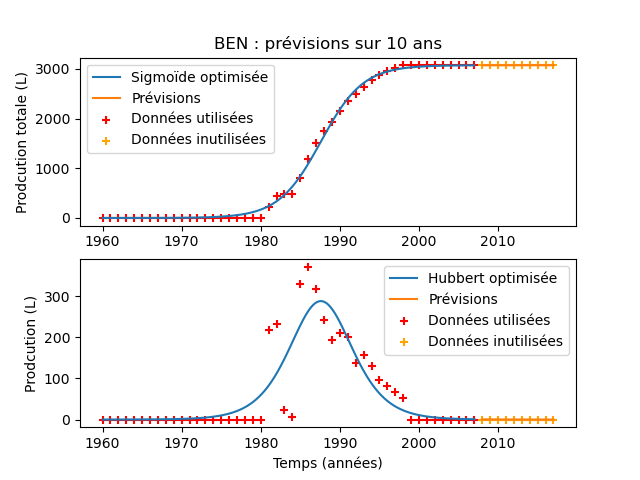 BEN : prévisions sur 10 ans
Prodcution totale (L)
3000
2000
1000
0
Sigmoïde optimisée
Prévisions
Données utilisées
Données inutilisées
1960 1970 1980 1990 2000 2010
Prodcution (L)
300
200
100
0
Hubbert optimisée
Prévisions
Données utilisées
Données inutilisées
1960 1970 1980 1990 2000 2010
Temps (années)